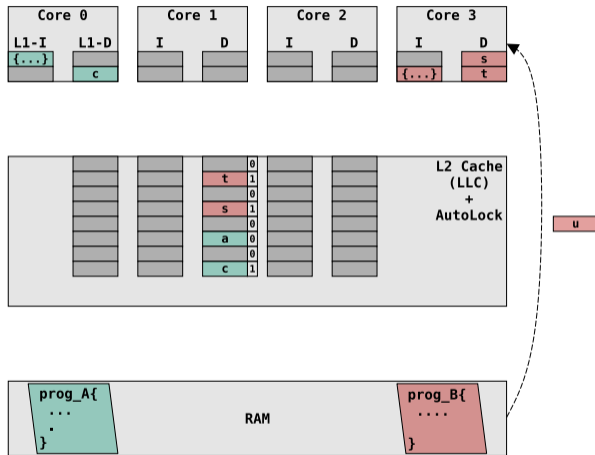 Core 0 Core 1 Core 2 Core 3
L1-I L1-D I D I D I D
{...} s
c {...} t
0
t 1
0
s 1
0
a 0
0
c 1
L2 Cache
(LLC)
+
AutoLock
u
prog_A{
...
.
}
RAM
prog_B{
....
}